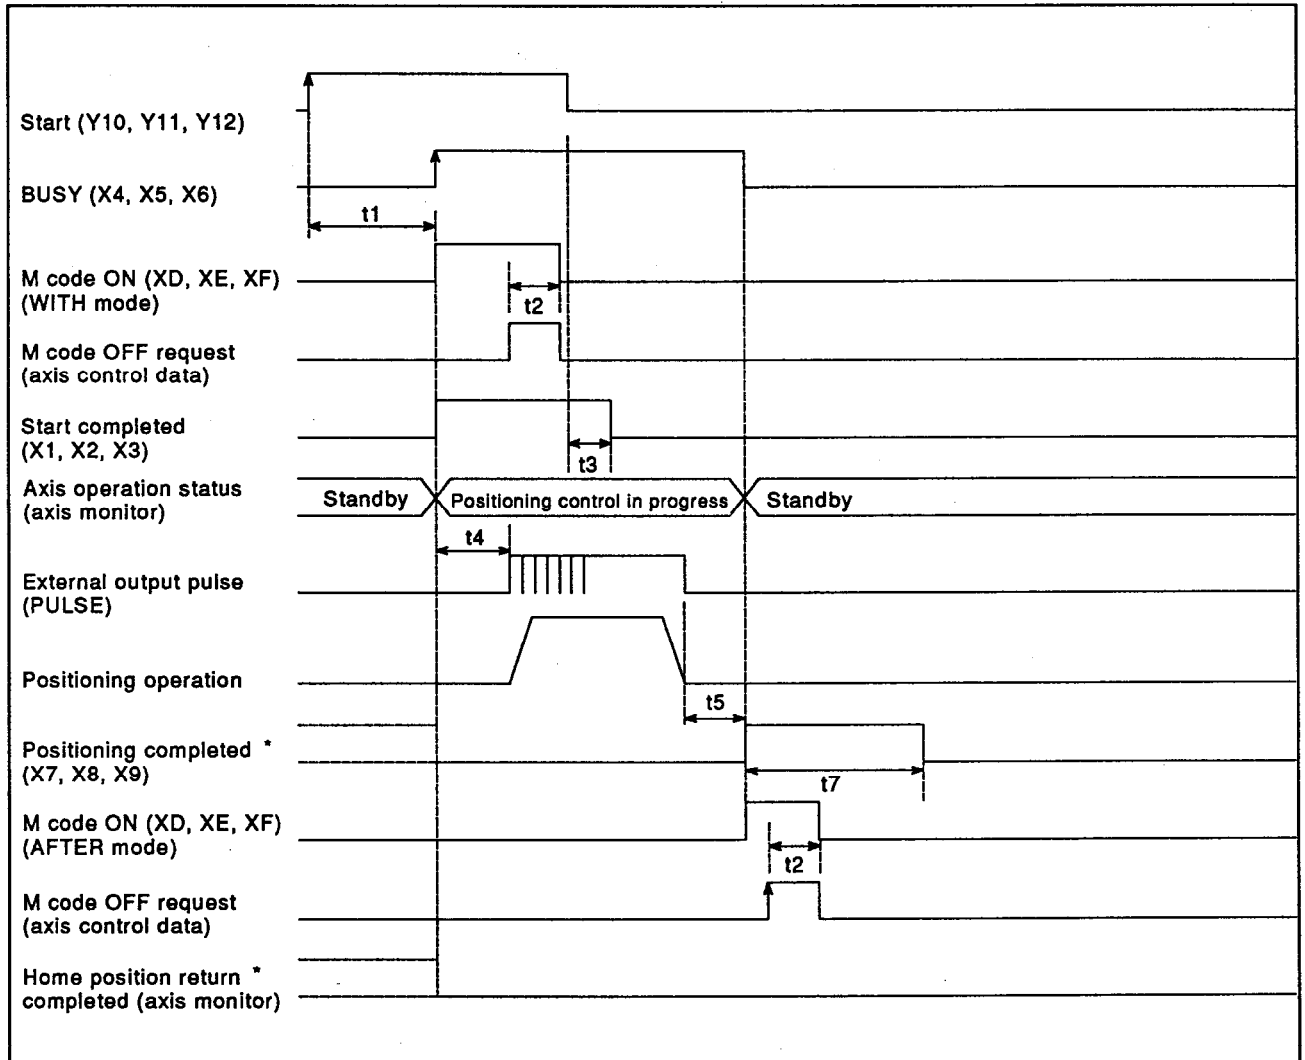 Start (Y10, Y11, Y12)
BUSY (X4, X5, X6)
t1
M code ON (XD, XE, XF)
(WITH mode)
t2
M code OFF request
(axis control data)
Start completed
(X1, X2, X3)
t3
Axis operation status
(axis monitor)
Standby
Positioning control in progress
Standby
t4
External output pulse
(PULSE)
Positioning operation
t5
Positioning completed *
(X7, X8, X9)
t7
M code ON (XD, XE, XF)
(AFTER mode)
t2
M code OFF request
(axis control data)
Home position return *
completed (axis monitor)